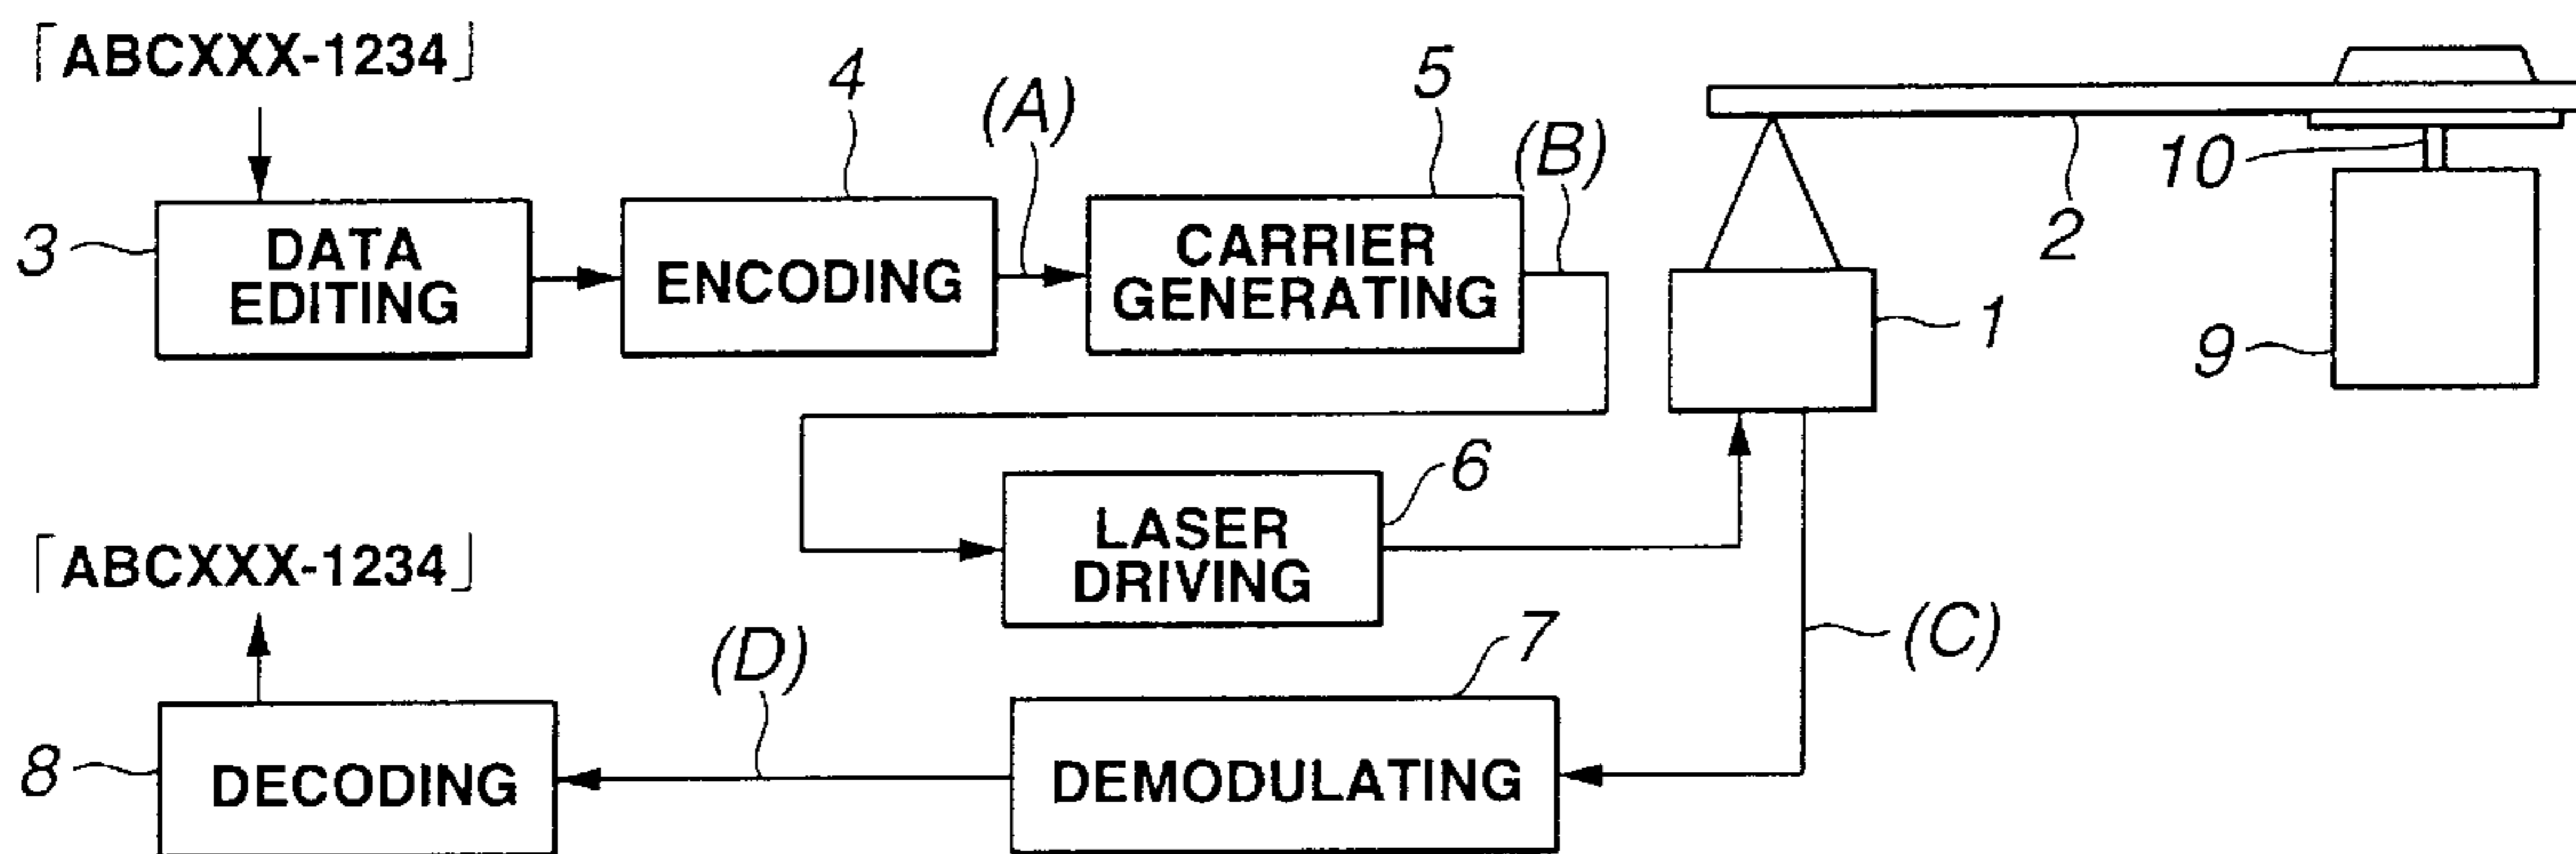 「ABCXXX-1234」
4
(A)
5
(B)
10
3
DATA
EDITING
ENCODING
CARRIER
GENERATING
2
1
9
6
LASER
DRIVING
「ABCXXX-1234」
(D)
7
(C)
8
DECODING
DEMODULATING